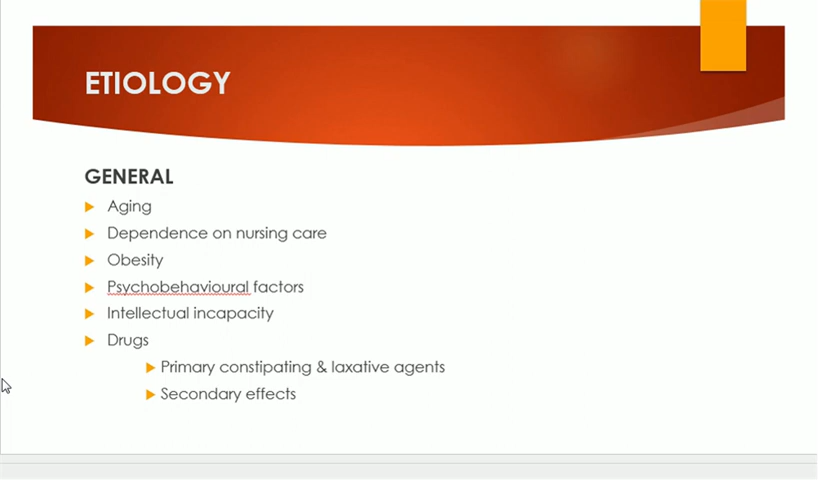 ETIOLOGY
GENERAL
Aging
Dependence on nursing care
Obesity
Psychobehavioural factors
Intellectual incapacity
Drugs
Primary constipating & laxative agents
Secondary effects